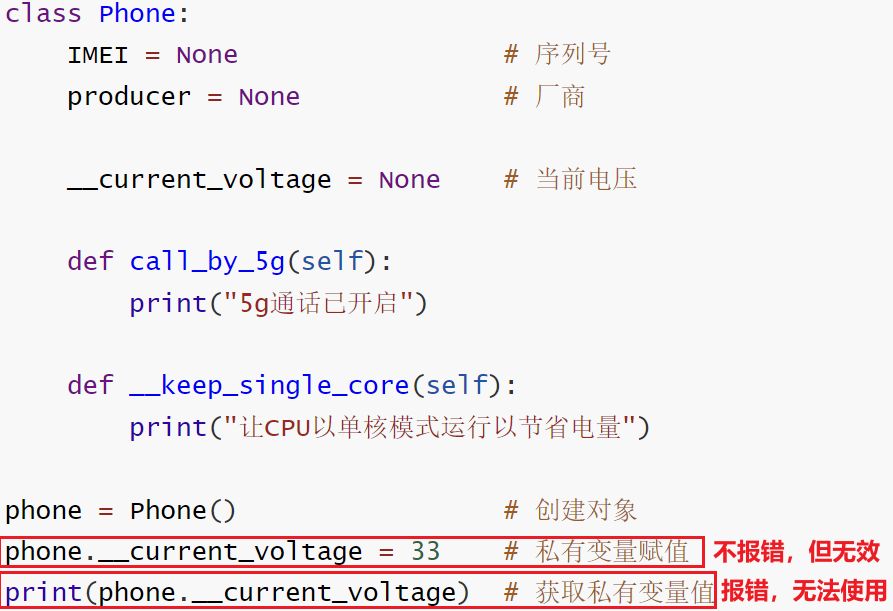 class Phone:
    IMEI = None                 # 序列号
    producer = None             # 厂商
    __current_voltage = None    # 当前电压
    def call_by_5g(self):
        print("5g通话已开启")
    def __keep_single_core(self):
        print("让CPU以单核模式运行以节省电量")
phone = Phone()                 # 创建对象
phone.__current_voltage = 33    # 私有变量赋值 不报错，但无效
print(phone.__current_voltage)  # 获取私有变量值 报错，无法使用